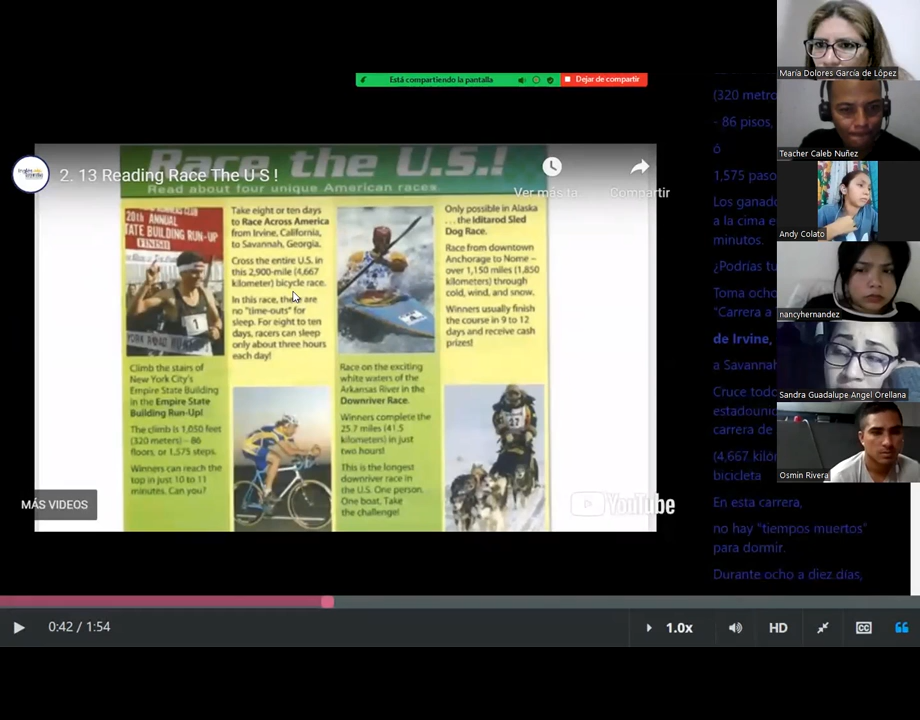 Está compartiendo la pantalla
Dejar de compartir
2. 13 Reading Race The U S !
Ver más ta
Compartir
Race the U.S.!
Read about four unique American races
20th ANNUAL
TATE BUILDING RUN-UP
FINISH
1
YORK ROAD
Climb the stairs of
New York City's
Empire State Building
in the Empire State
Building Run-Up!
The climb is 1,050 feet
(320 meters) – 86
floors, or 1,575 steps.
Winners can reach the
top in just 10 to 11
minutes. Can you?
Take eight or ten days
to Race Across America
from Irvine, California,
to Savannah, Georgia.
Cross the entire U.S. in
this 2,900-mile (4,667
kilometer) bicycle race.
In this race, there are
no "time-outs" for
sleep. For eight to ten
days, racers can sleep
only about three hours
each day!
Race on the exciting
white waters of the
Arkansas River in the
Downriver Race.
Winners complete the
25.7 miles (41.5
kilometers) in just
two hours!
This is the longest
downriver race in
the U.S. One person.
One boat. Take
the challenge!
Only possible in Alaska
... the Iditarod Sled
Dog Race.
Race from downtown
Anchorage to Nome –
over 1,150 miles (1,850
kilometers) through
cold, wind, and snow.
Winners usually finish
the course in 9 to 12
days and receive cash
prizes!
MÁS VIDEOS
YouTube
0:42 / 1:54
1.0x
HD
CC
(320 metro
- 86 pisos,
ó
1,575 paso
Los ganado
a la cima e
minutos.
¿Podrías tu
Toma ocho
"Carrera a
de Irvine,
a Savannah
Cruce todo
estadouni
carrera de
(4,667 kiló
bicicleta
En esta carrera,
no hay "tiempos muertos"
para dormir.
Durante ocho a diez días,
María Dolores García de López
Teacher Caleb Nuñez
Andy Colato
nancyhernandez
Sandra Guadalupe Angel Orellana
Osmin Rivera